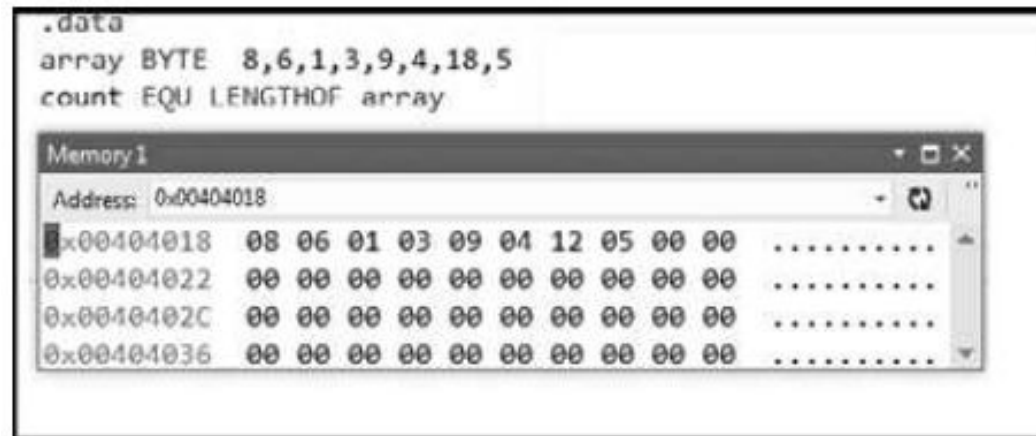 .data
array BYTE 8,6,1,3,9,4,18,5
count EQU LENGTHOF array
Memory 1
Address: 0x00404018
0x00404018 08 06 01 03 09 04 12 05 00 00 ..........
0x00404022 00 00 00 00 00 00 00 00 00 00 ..........
0x0040402C 00 00 00 00 00 00 00 00 00 00 ..........
0x00404036 00 00 00 00 00 00 00 00 00 00 ..........